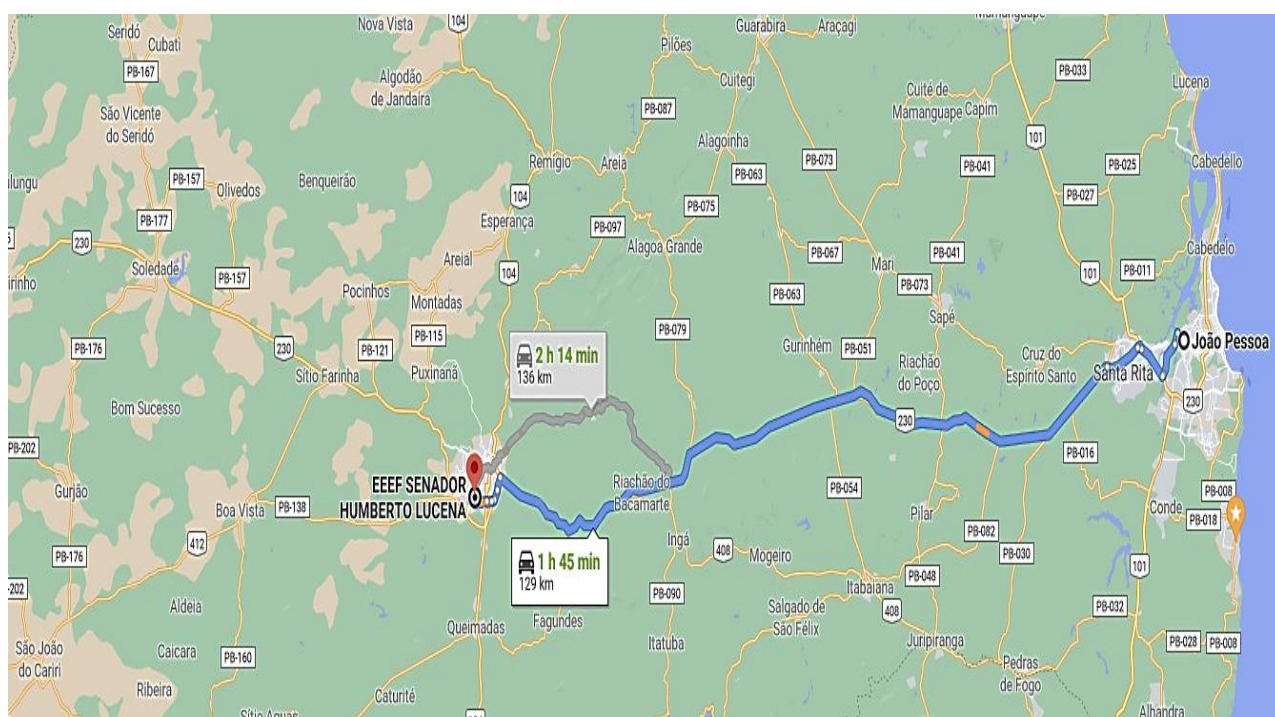 Nova Vista
104
Guarabira
Araçagi
Mamanguape
Seridó
Cubati
Pilões
PB-167
Algodão
de Jandaíra
Cuitegi
PB-033
Lucena
São Vicente
do Seridó
PB-087
Cuité de
Mamanguape
Capim
101
Alagoinha
Remígio
Areia
PB-073
PB-041
PB-025
Cabedello
PB-157
Olivedos
Benqueirão
PB-063
PB-027
104
PB-075
PB-177
Esperança
PB-097
230
Alagoa Grande
PB-067
PB-041
Cabedelo
Soledade
PB-157
Areial
104
Mari
101
PB-011
Pocinhos
PB-073
Montadas
PB-063
Sapé
PB-079
PB-115
João Pessoa
PB-176
230
PB-121
2 h 14 min
136 km
Gurinhém
PB-051
Riachão
do Poço
Cruz do
Espírito Santo
Santa Rita
Puxinanã
Sítio Farinha
Bom Sucesso
230
230
PB-202
PB-016
EEEF SENADOR
HUMBERTO LUCENA
Riachão do
Bacamarte
Gurjão
PB-054
PB-008
Boa Vista
PB-138
Pilar
Conde
PB-018
PB-082
412
Ingá
408
Mogeiro
PB-030
PB-176
1 h 45 min
129 km
101
PB-048
Itabaiana
PB-090
Aldeia
Salgado de
São Félix
408
PB-032
Fagundes
Queimadas
São João
do Cariri
Caicara
Itatuba
Juripiranga
PB-028
PB-008
PB-160
Pedras
de Fogo
Ribeira
Caturité
Alhandra